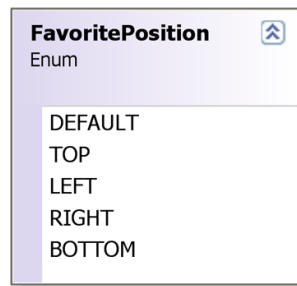 FavoritePosition
Enum
DEFAULT
TOP
LEFT
RIGHT
BOTTOM